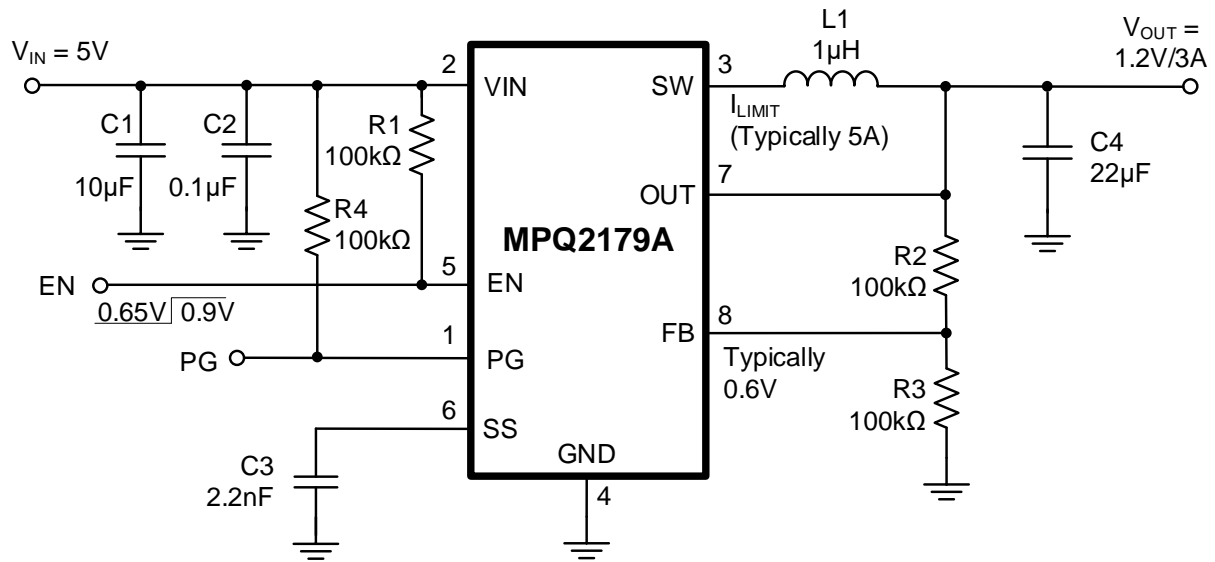 V_IN = 5V
C1
10µF
C2
0.1µF
R1
100kΩ
R4
100kΩ
EN
0.65V 0.9V
PG
C3
2.2nF
2
VIN
5
EN
1
PG
6
SS
MPQ2179A
GND
4
SW
3
I_LIMIT
(Typically 5A)
L1
1µH
OUT
7
FB
8
Typically
0.6V
R2
100kΩ
R3
100kΩ
V_OUT =
1.2V/3A
C4
22µF